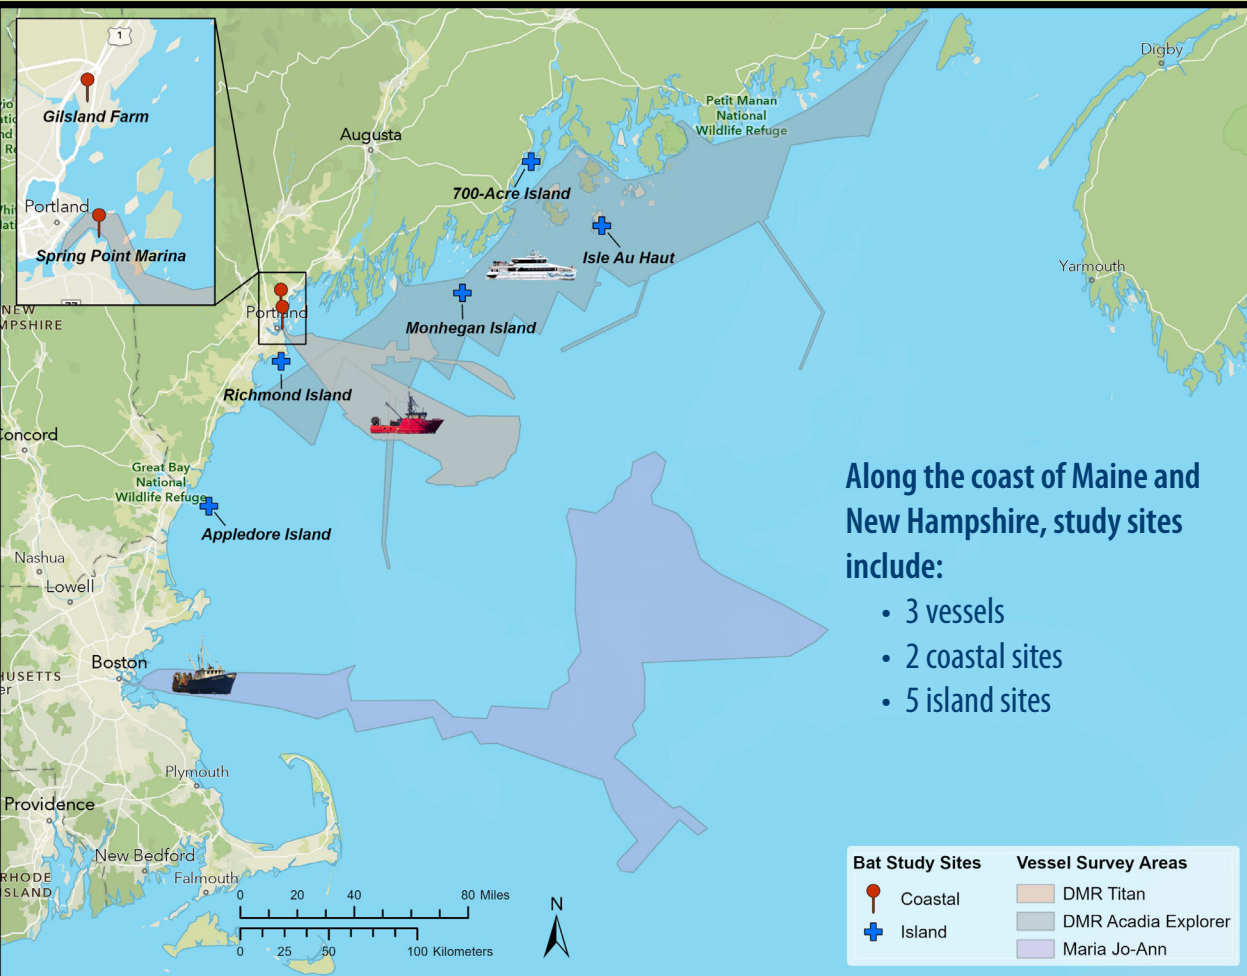 1
Gilsland Farm
Portland
Spring Point Marina
NEW
MPSHIRE
Augusta
Petit Manan
National
Wildlife Refuge
Digby
700-Acre Island
Isle Au Haut
Yarmouth
Monhegan Island
Portland
Richmond Island
Concord
Great Bay
National
Wildlife Refuge
Appledore Island
Nashua
Lowell
Boston
HUSETTS
er
Plymouth
Providence
New Bedford
Falmouth
RHODE
ISLAND
Along the coast of Maine and
New Hampshire, study sites
include:
• 3 vessels
• 2 coastal sites
• 5 island sites
0 20 40 80 Miles
0 25 50 100 Kilometers
N
Bat Study Sites
Coastal
Island
Vessel Survey Areas
DMR Titan
DMR Acadia Explorer
Maria Jo-Ann